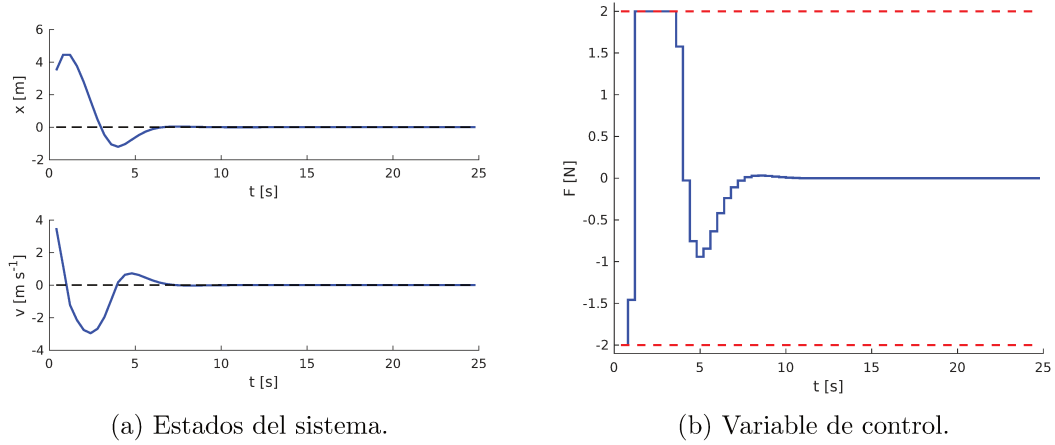 6
4
2
0
-2
x [m]
0 5 10 15 20 25
t [s]
4
2
0
-2
-4
v [m s-1]
0 5 10 15 20 25
t [s]
(a) Estados del sistema.
2
1.5
1
0.5
0
-0.5
-1
-1.5
-2
F [N]
0 5 10 15 20 25
t [s]
(b) Variable de control.